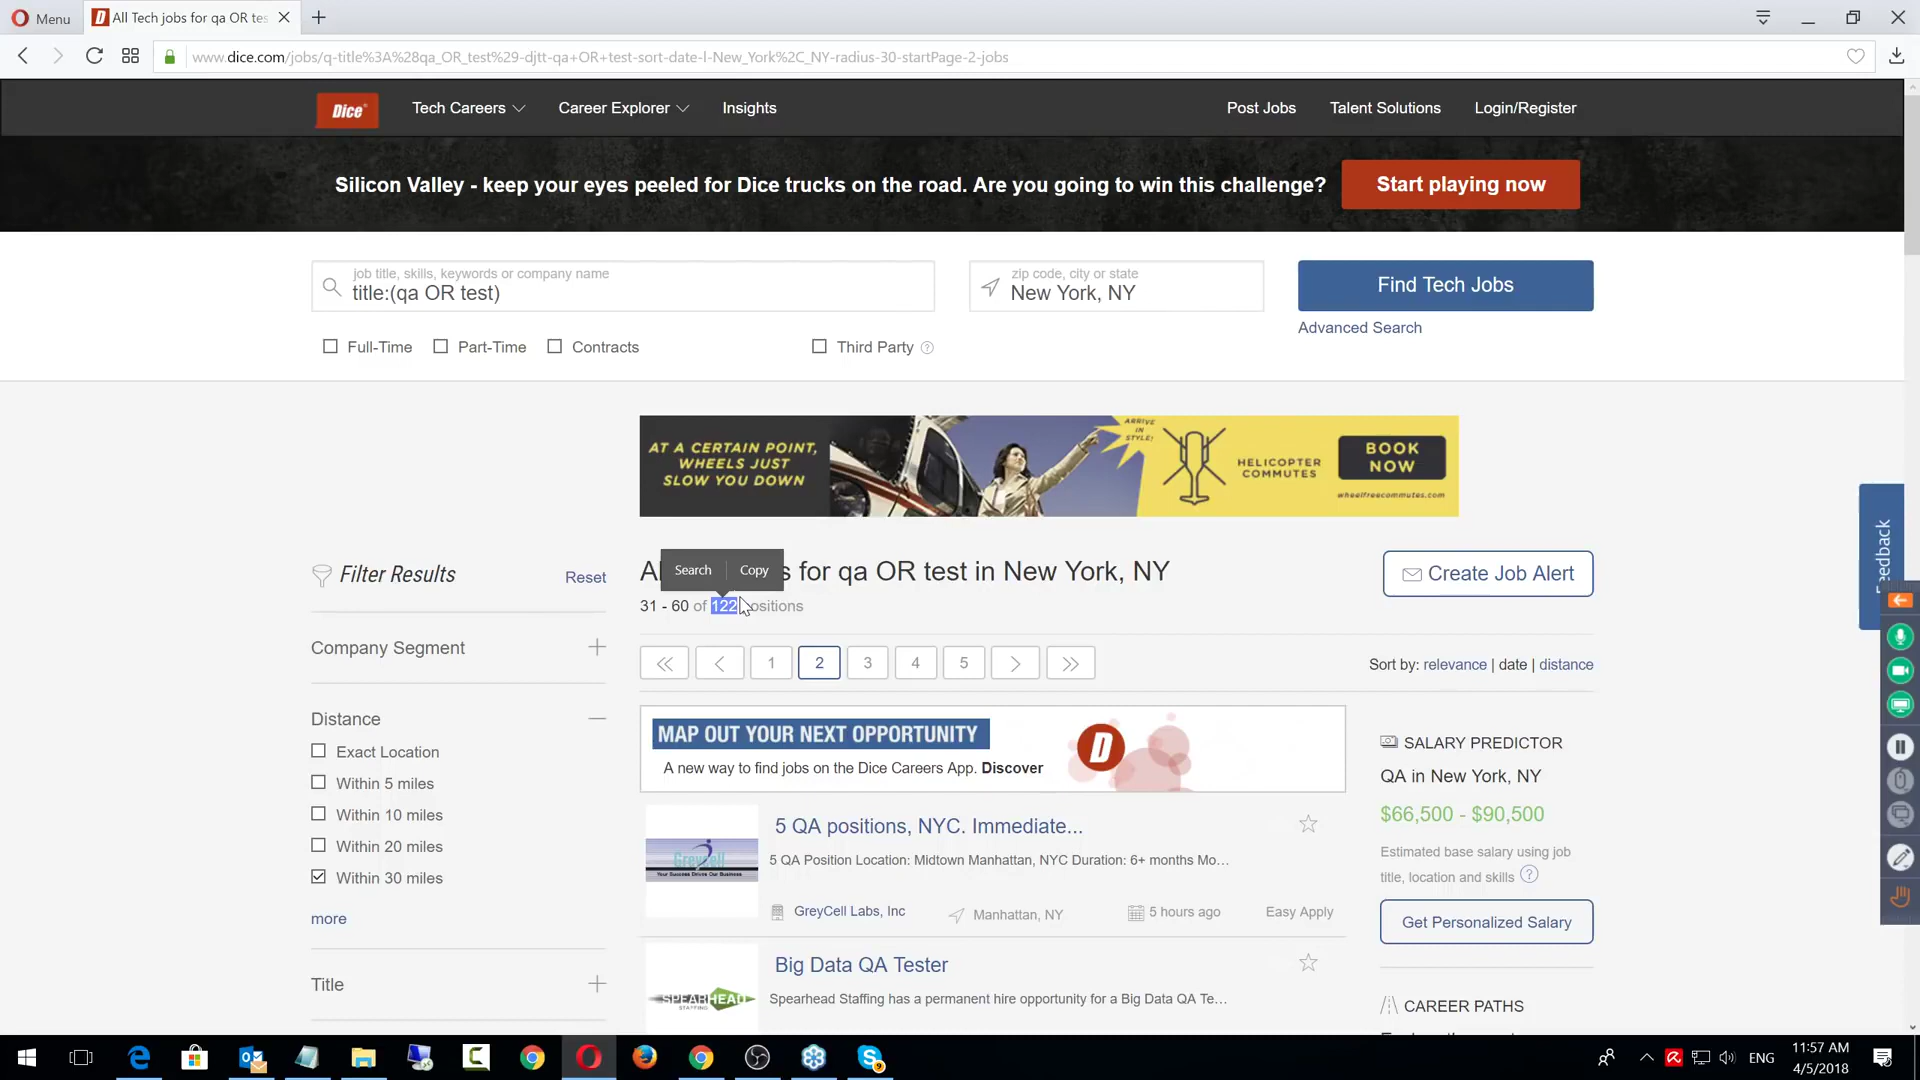 Menu
All Tech jobs for qa OR tes
www.dice.com/jobs/q-title%3A%28qa_OR_test%29-djtt-qa+OR+test-sort-date-l-New_York%2C_NY-radius-30-startPage-2-jobs
Dice
Tech Careers
Career Explorer
Insights
Post Jobs
Talent Solutions
Login/Register
Silicon Valley - keep your eyes peeled for Dice trucks on the road. Are you going to win this challenge?
Start playing now
job title, skills, keywords or company name
title:(qa OR test)
zip code, city or state
New York, NY
Find Tech Jobs
Advanced Search
Full-Time
Part-Time
Contracts
Third Party
AT A CERTAIN POINT,
WHEELS JUST
SLOW YOU DOWN
ARRIVE
IN
STYLE!
HELICOPTER
COMMUTES
BOOK
NOW
wheelfreecommutes.com
Feedback
Filter Results
Reset
Search
Copy
s for qa OR test in New York, NY
31 - 60 of 122 positions
Create Job Alert
Company Segment
1
2
3
4
5
Sort by: relevance | date | distance
Distance
Exact Location
Within 5 miles
Within 10 miles
Within 20 miles
Within 30 miles
more
Title
MAP OUT YOUR NEXT OPPORTUNITY
A new way to find jobs on the Dice Careers App. Discover
D
SALARY PREDICTOR
QA in New York, NY
$66,500 - $90,500
Estimated base salary using job
title, location and skills
Get Personalized Salary
CAREER PATHS
Greycell
Your Success Drives Our Business
5 QA positions, NYC. Immediate...
5 QA Position Location: Midtown Manhattan, NYC Duration: 6+ months Mo...
GreyCell Labs, Inc
Manhattan, NY
5 hours ago
Easy Apply
SPEARHEAD
STAFFING
Big Data QA Tester
Spearhead Staffing has a permanent hire opportunity for a Big Data QA Te...
ENG
11:57 AM
4/5/2018